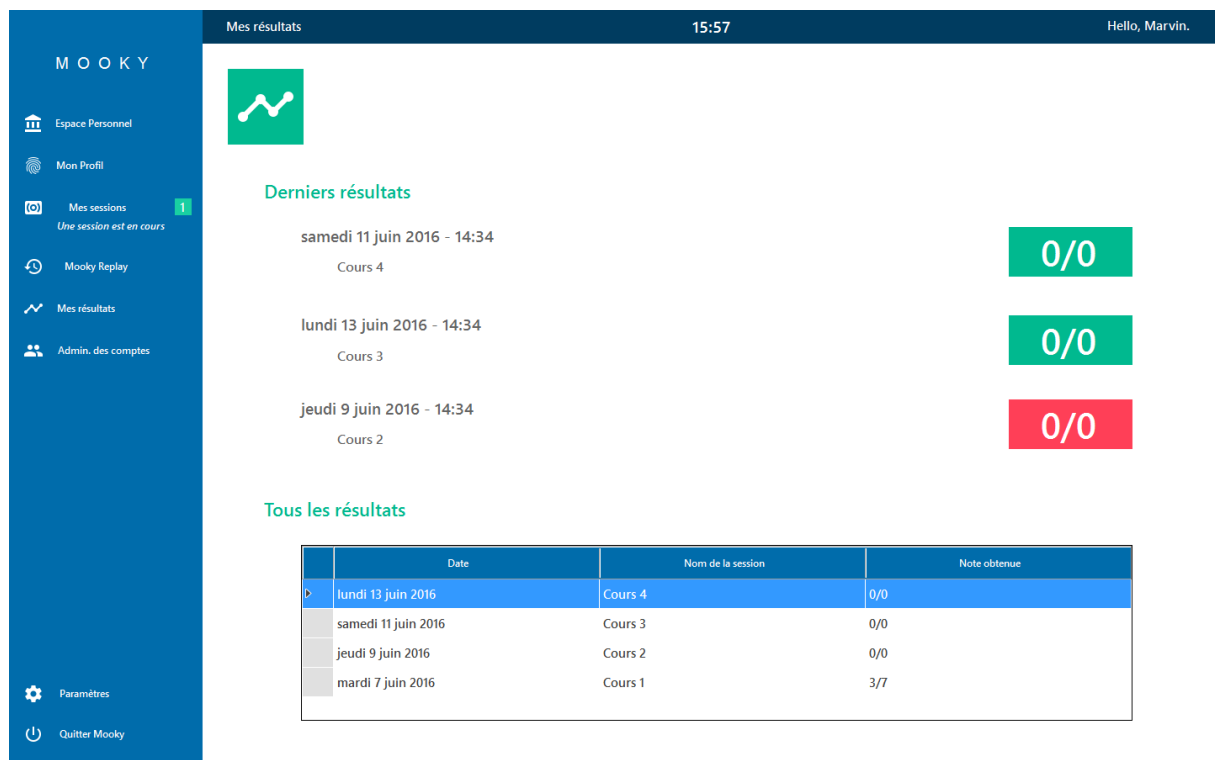 Mes résultats
15:57
Hello, Marvin.
MOOKY
Espace Personnel
Mon Profil
Mes sessions 1
Une session est en cours
Mooky Replay
Mes résultats
Admin. des comptes
Paramètres
Quitter Mooky
Derniers résultats
samedi 11 juin 2016 - 14:34
Cours 4
0/0
lundi 13 juin 2016 - 14:34
Cours 3
0/0
jeudi 9 juin 2016 - 14:34
Cours 2
0/0
Tous les résultats
Date Nom de la session Note obtenue
lundi 13 juin 2016 Cours 4 0/0
samedi 11 juin 2016 Cours 3 0/0
jeudi 9 juin 2016 Cours 2 0/0
mardi 7 juin 2016 Cours 1 3/7